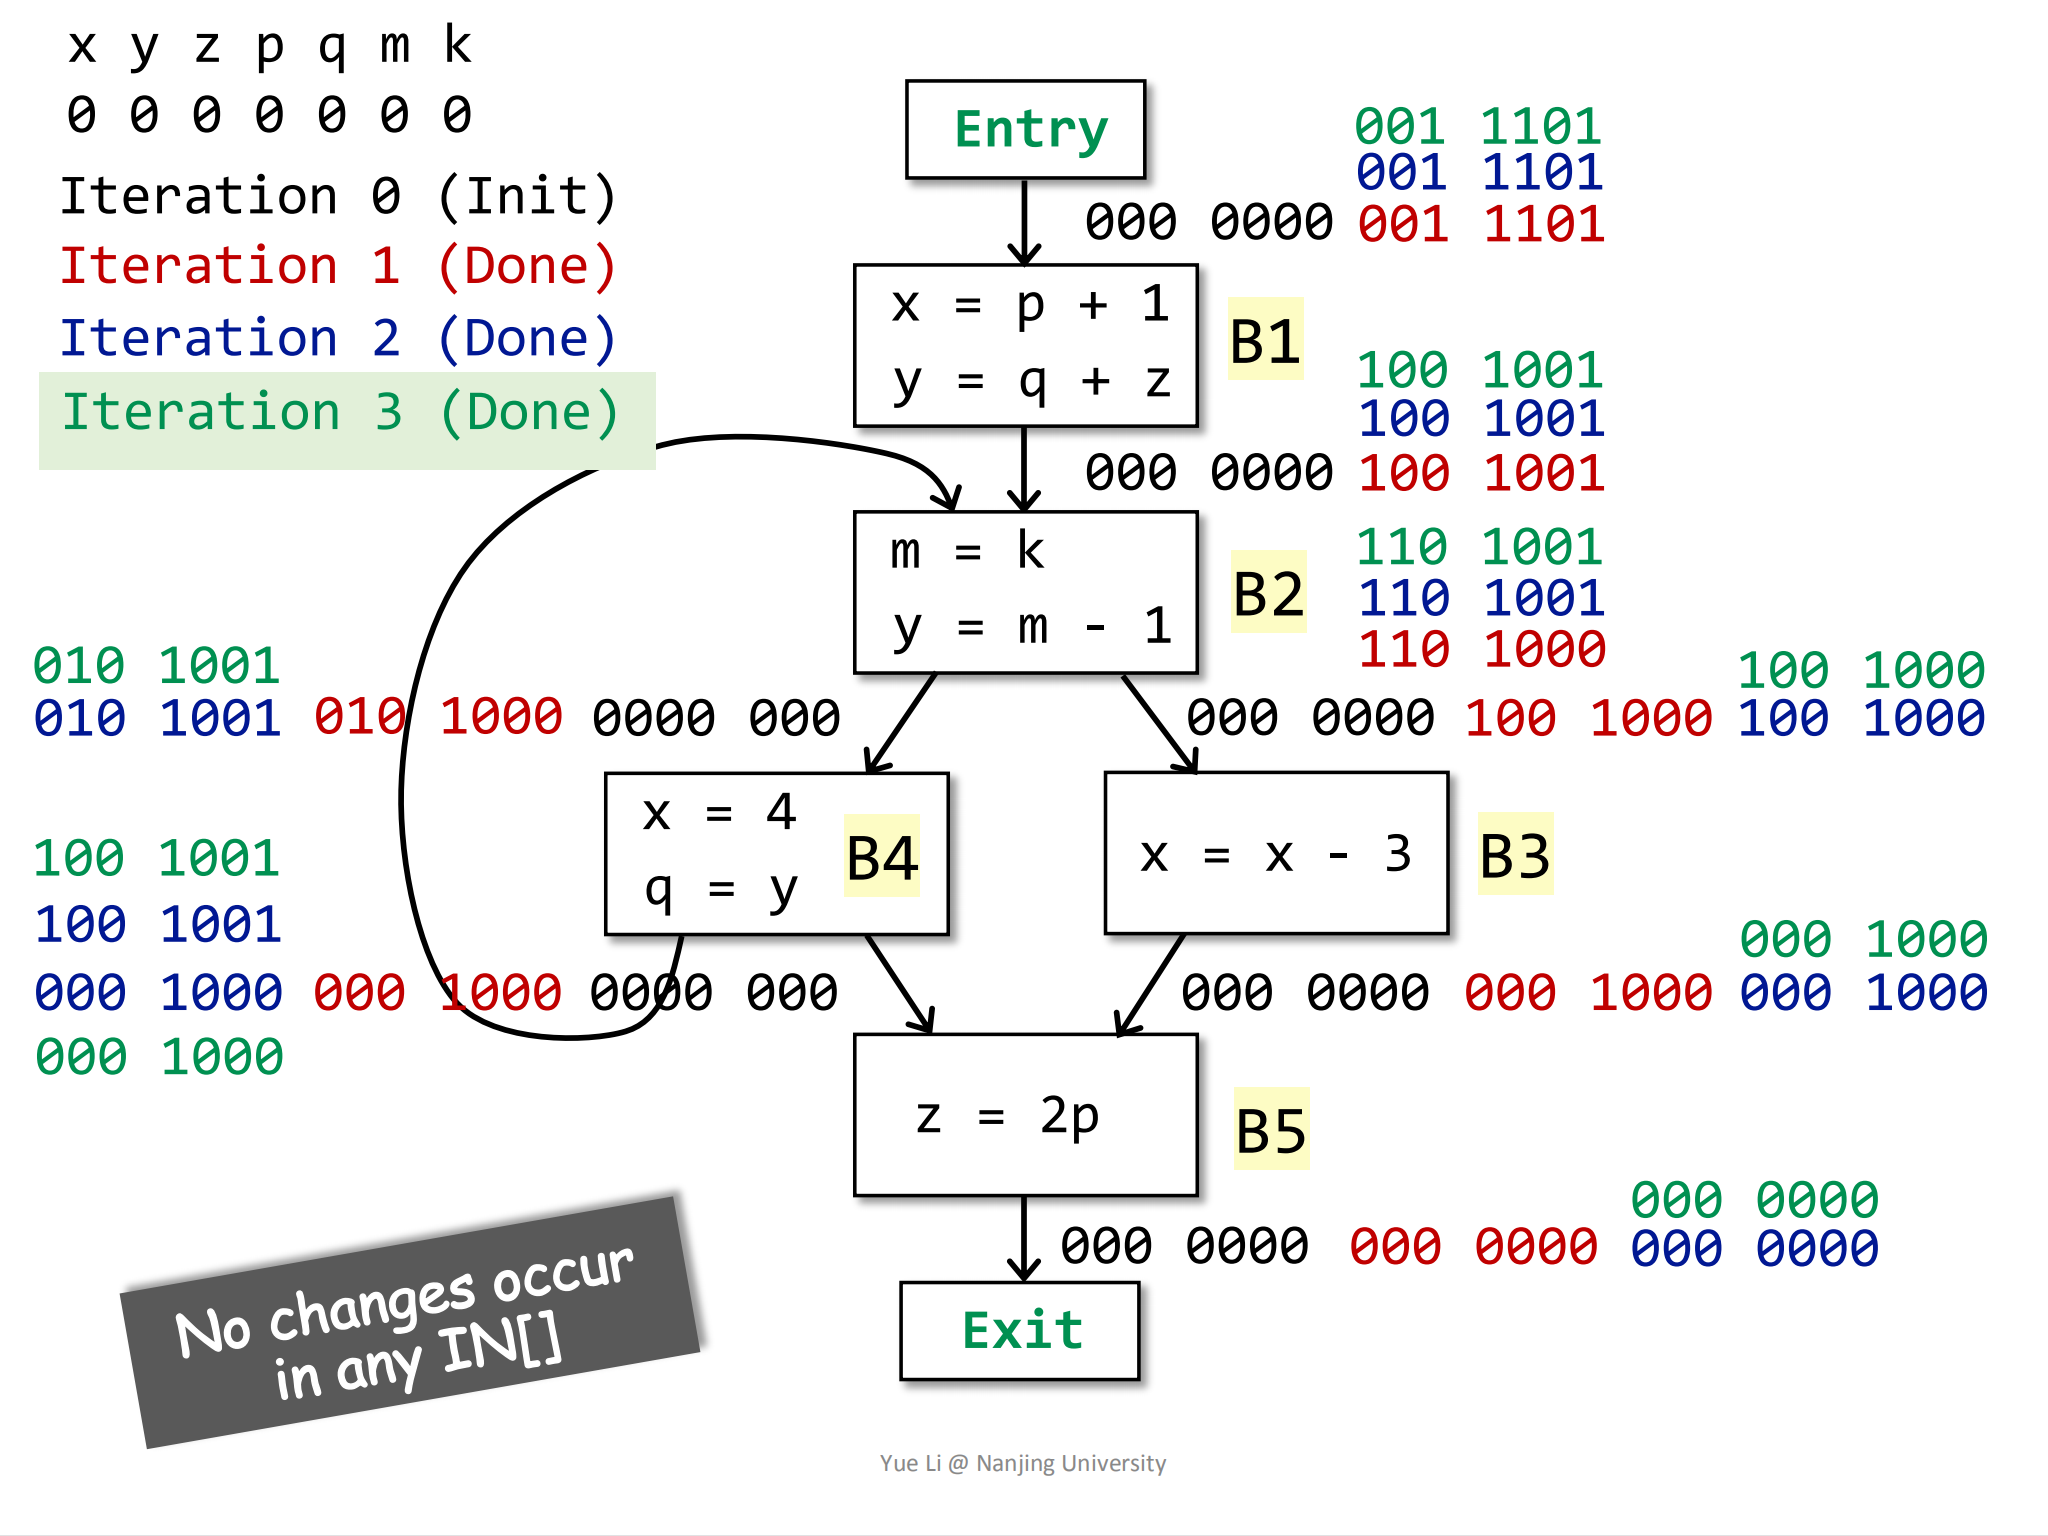 x y z p q m k
0 0 0 0 0 0 0
Iteration 0 (Init)
Iteration 1 (Done)
Iteration 2 (Done)
Iteration 3 (Done)
Entry
001 1101
001 1101
000 0000 001 1101
x = p + 1
y = q + z
B1
100 1001
100 1001
000 0000 100 1001
m = k
y = m - 1
B2
110 1001
110 1001
110 1000
010 1001
010 1001 010 1000 0000 000
100 1000
000 0000 100 1000 100 1000
x = 4
q = y
B4
x = x - 3
B3
100 1001
100 1001
000 1000 000 1000 0000 000
000 1000
000 1000
000 0000 000 1000 000 1000
z = 2p
B5
000 0000
000 0000 000 0000 000 0000
Exit
No changes occur
in any IN[]
Yue Li @ Nanjing University